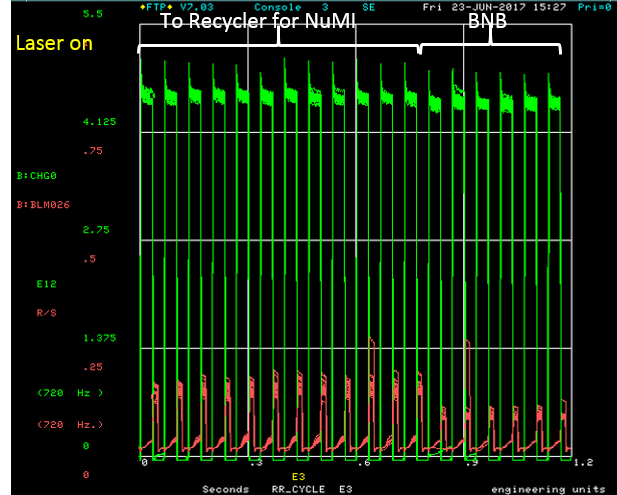 ♦FTP♦ V7.03 Console 3 SE Fri 23-JUN-2017 15:27 Pri=0
5.5
To Recycler for NuMI BNB
Laser on
4.125
.75
B:CHG0
B:BLM026
2.75
.5
E12
R/S
1.375
.25
(720 Hz )
(720 Hz.)
0
0 .3 .6 .9 1.2
0 E3
Seconds RR_CYCLE E3 engineering units